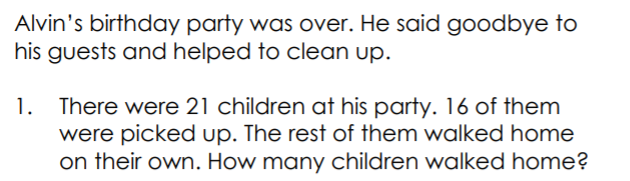 Alvin's birthday party was over. He said goodbye to
his guests and helped to clean up.
1. There were 21 children at his party. 16 of them
were picked up. The rest of them walked home
on their own. How many children walked home?